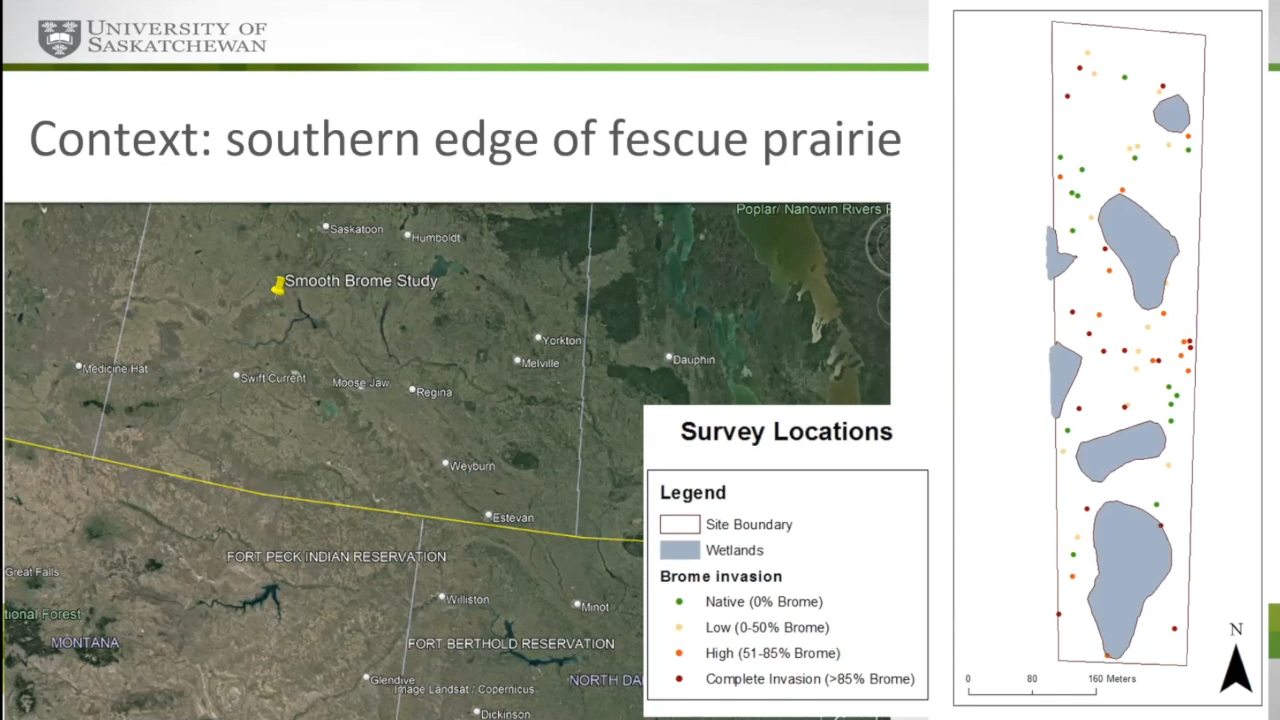 UNIVERSITY OF
SASKATCHEWAN
Context: southern edge of fescue prairie
Poplar/ Nanowin Rivers
Saskatoon
Humboldt
Smooth Brome Study
Yorkton
Melville
Dauphin
Medicine Hat
Swift Current
Moose Jaw
Regina
Weyburn
Estevan
FORT PECK INDIAN RESERVATION
Great Falls
tional Forest
MONTANA
Williston
Minot
FORT BERTHOLD RESERVATION
Glendive
NORTH DA
Image Landsat / Copernicus
Dickinson
Survey Locations
Legend
Site Boundary
Wetlands
Brome invasion
Native (0% Brome)
Low (0-50% Brome)
High (51-85% Brome)
Complete Invasion (>85% Brome)
N
0 80 160 Meters